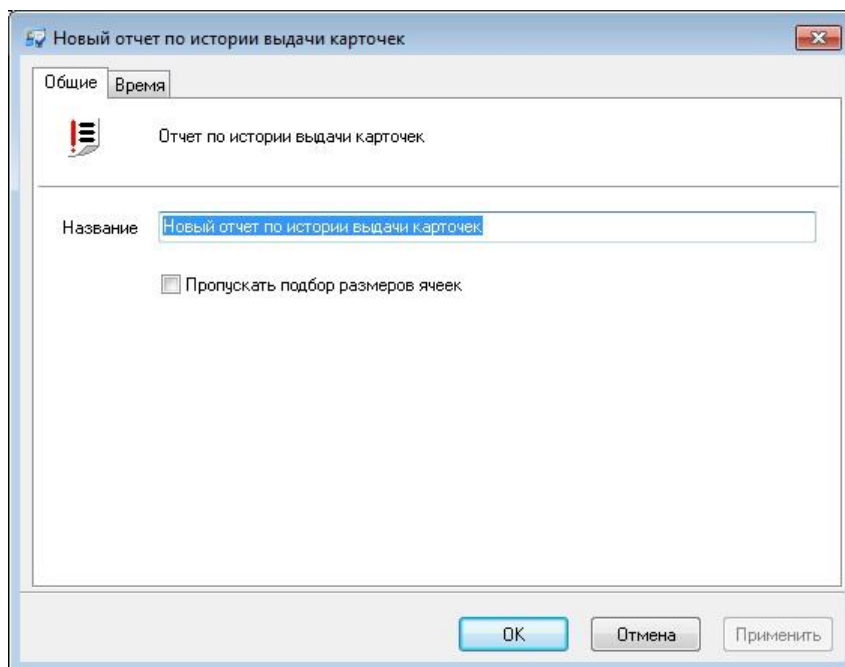 Новый отчет по истории выдачи карточек
Общие Время
Отчет по истории выдачи карточек
Название Новый отчет по истории выдачи карточек
Пропускать подбор размеров ячеек
OK Отмена Применить